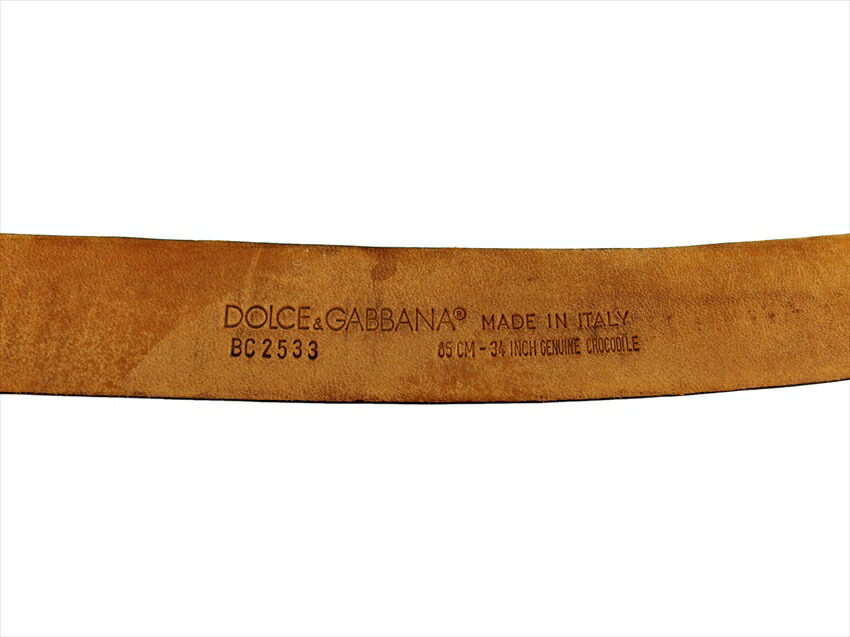 DOLCE&GABBANA® MADE IN ITALY
BC2533 85 CM - 34 INCH GENUINE CROCODILE